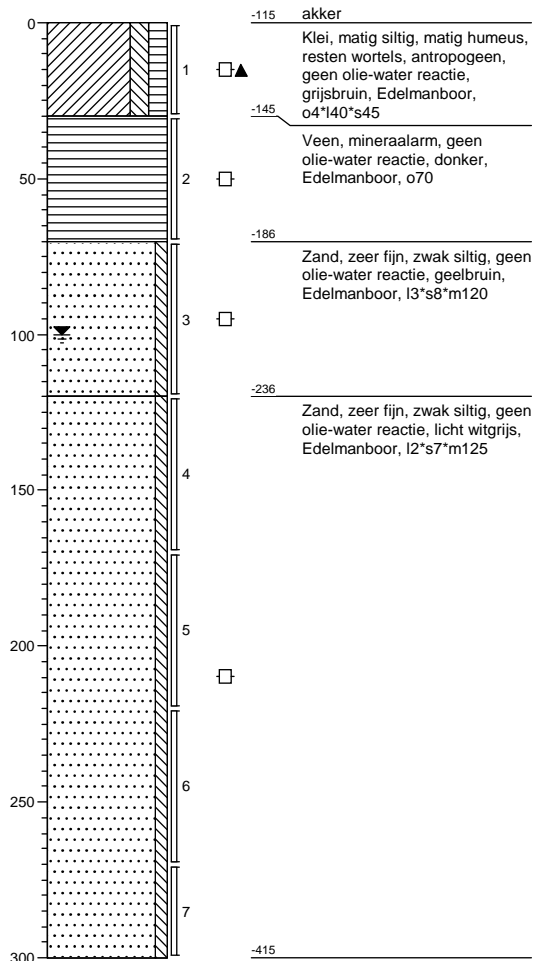 0
50
100
150
200
250
300
1
2
3
4
5
6
7
-115 akker
Klei, matig siltig, matig humeus,
resten wortels, antropogeen,
geen olie-water reactie,
grijsbruin, Edelmanboor,
o4*l40*s45
-145
Veen, mineraalarm, geen
olie-water reactie, donker,
Edelmanboor, o70
-186
Zand, zeer fijn, zwak siltig, geen
olie-water reactie, geelbruin,
Edelmanboor, l3*s8*m120
-236
Zand, zeer fijn, zwak siltig, geen
olie-water reactie, licht witgrijs,
Edelmanboor, l2*s7*m125
-415